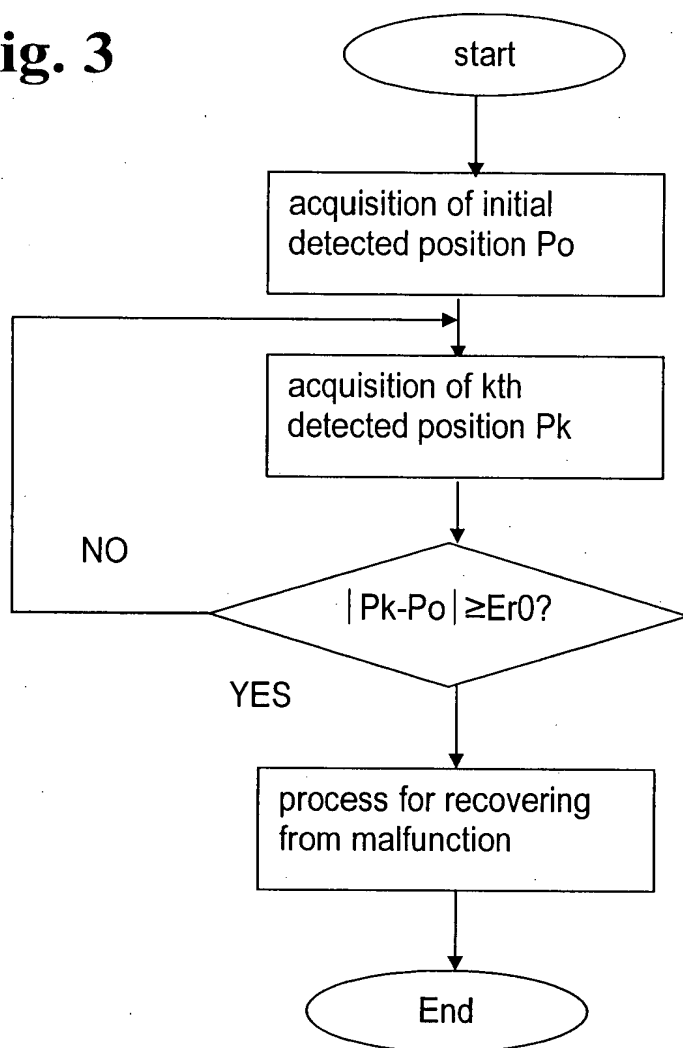 ig. 3
start
acquisition of initial
detected position Po
acquisition of kth
detected position Pk
NO
|Pk-Po|≥Er0?
YES
process for recovering
from malfunction
End